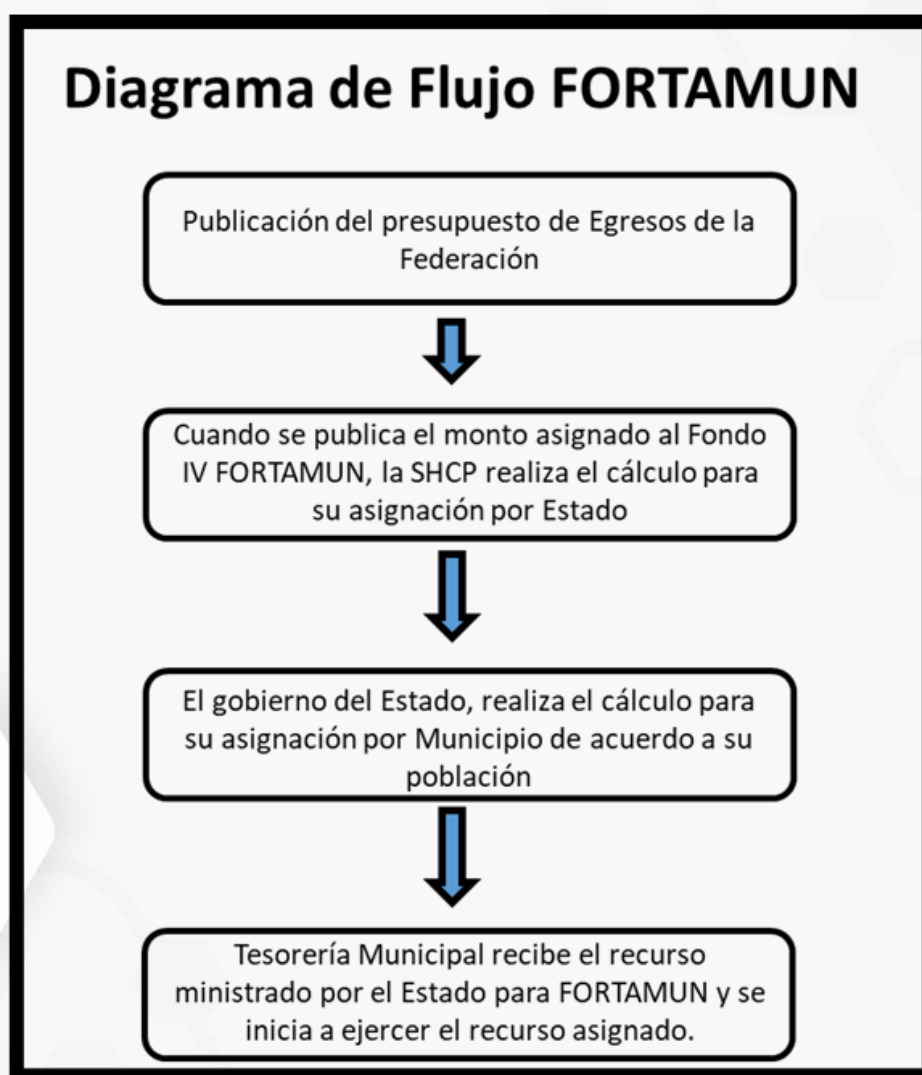 Diagrama de Flujo FORTAMUN
Publicación del presupuesto de Egresos de la
Federación
Cuando se publica el monto asignado al Fondo
IV FORTAMUN, la SHCP realiza el cálculo para
su asignación por Estado
El gobierno del Estado, realiza el cálculo para
su asignación por Municipio de acuerdo a su
población
Tesorería Municipal recibe el recurso
ministrado por el Estado para FORTAMUN y se
inicia a ejercer el recurso asignado.